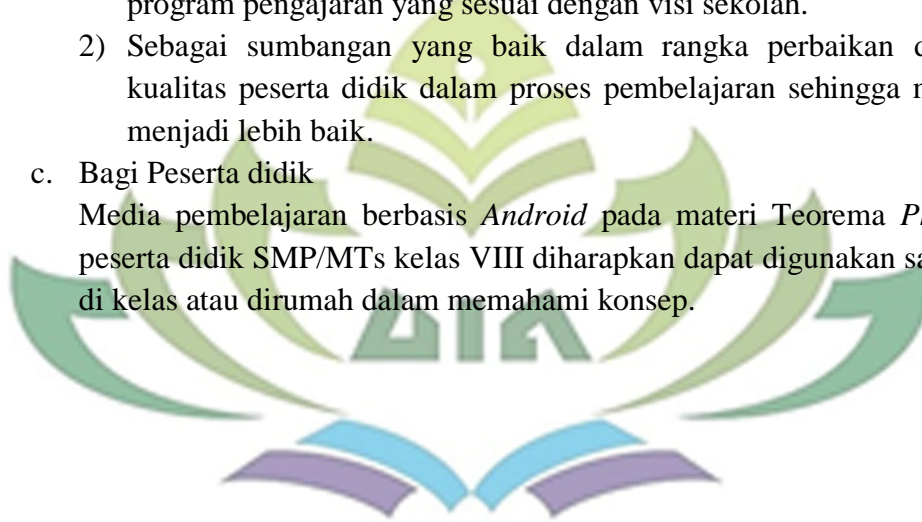 program pengajaran yang sesuai dengan visi sekolah.
2) Sebagai sumbangan yang baik dalam rangka perbaikan
kualitas peserta didik dalam proses pembelajaran sehingga
menjadi lebih baik.
c. Bagi Peserta didik
Media pembelajaran berbasis Android pada materi Teorema
peserta didik SMP/MTs kelas VIII diharapkan dapat digunakan
di kelas atau dirumah dalam memahami konsep.